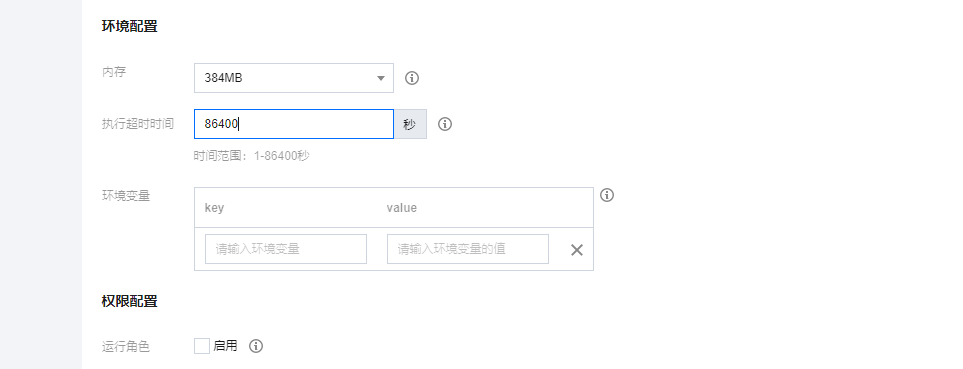 环境配置
内存 384MB
执行超时时间 86400 秒
时间范围：1-86400秒
环境变量
key value
请输入环境变量 请输入环境变量的值
权限配置
运行角色 启用